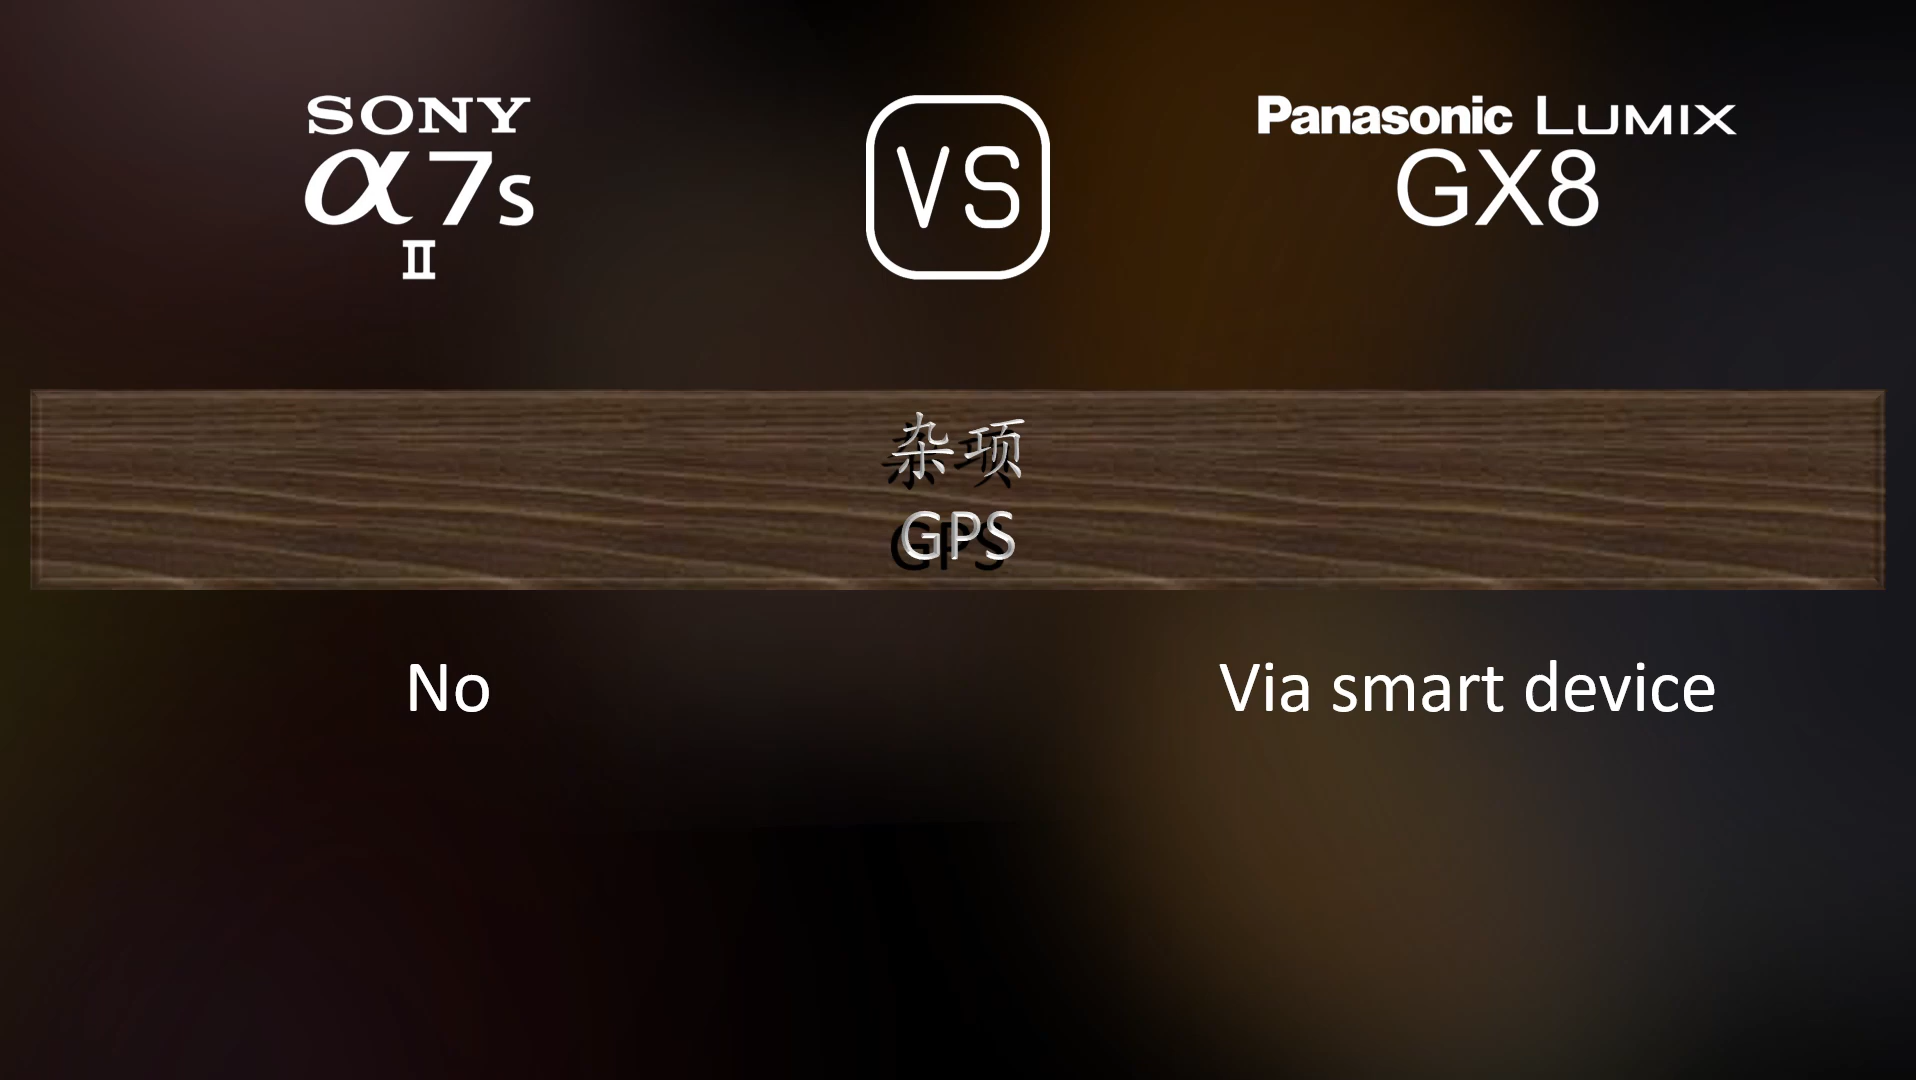 SONY
α7s
II
VS
Panasonic LUMIX
GX8
杂项
GPS
No
Via smart device